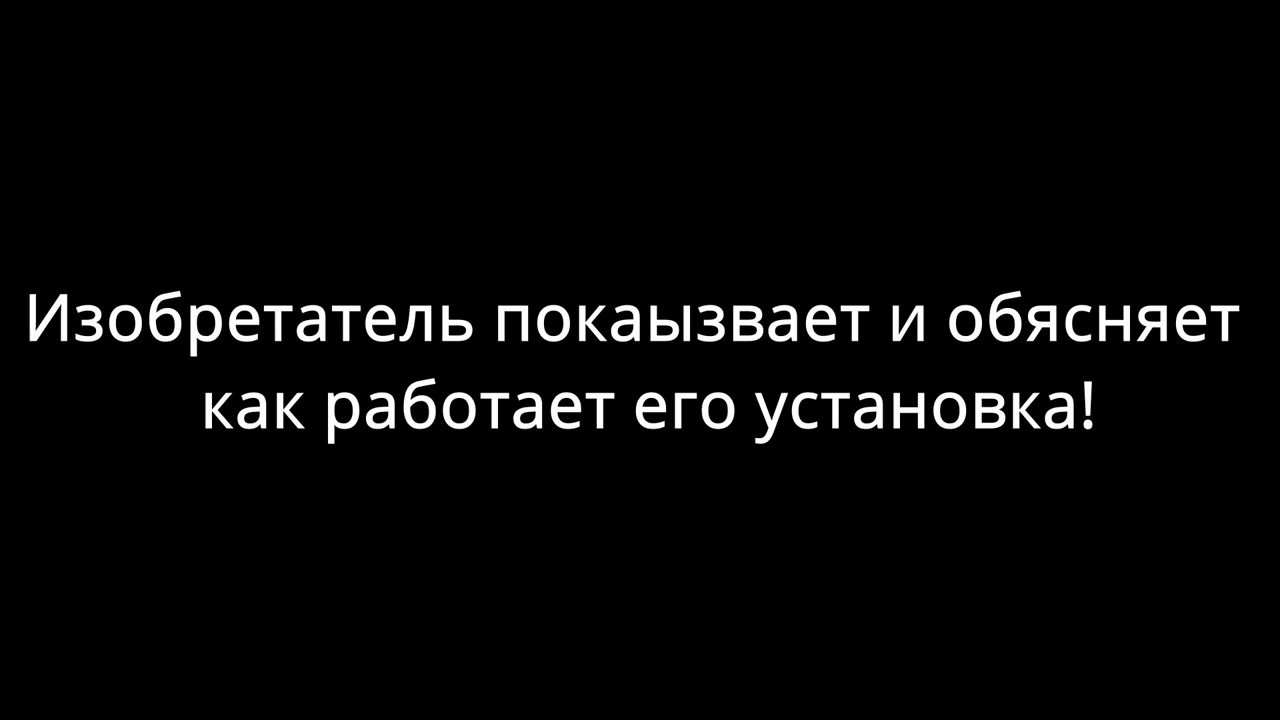 Изобретатель покаызвает и обясняет
как работает его установка!